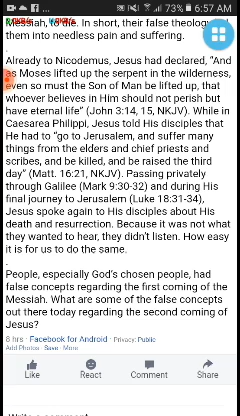 73% 6:57 AM
Messiah, to die. In short, their false theology
them into needless pain and suffering.
.
Already to Nicodemus, Jesus had declared, “And
as Moses lifted up the serpent in the wilderness,
even so must the Son of Man be lifted up, that
whoever believes in Him should not perish but
have eternal life” (John 3:14, 15, NKJV). While in
Caesarea Philippi, Jesus told His disciples that
He had to “go to Jerusalem, and suffer many
things from the elders and chief priests and
scribes, and be killed, and be raised the third
day” (Matt. 16:21, NKJV). Passing privately
through Galilee (Mark 9:30-32) and during His
final journey to Jerusalem (Luke 18:31-34),
Jesus spoke again to His disciples about His
death and resurrection. Because it was not what
they wanted to hear, they didn’t listen. How easy
it is for us to do the same.
.
People, especially God’s chosen people, had
false concepts regarding the first coming of the
Messiah. What are some of the false concepts
out there today regarding the second coming of
Jesus?
8 hrs · Facebook for Android · Privacy: Public
Add Photos · Save · More
Like React Comment Share